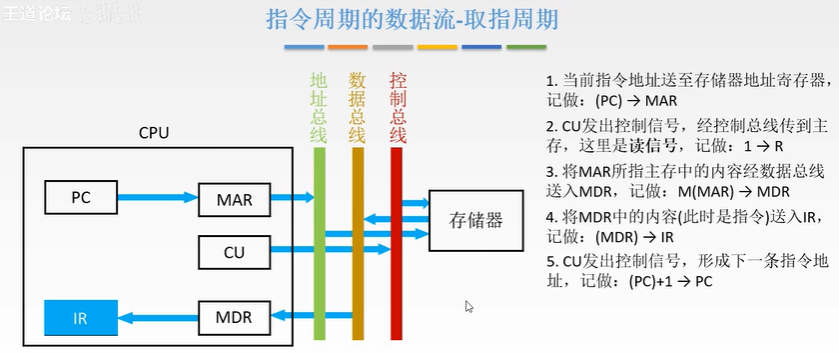 王道论坛
指令周期的数据流-取指周期
地址总线
数据总线
控制总线
CPU
PC
MAR
CU
IR
MDR
存储器
1. 当前指令地址送至存储器地址寄存器，
记做：(PC) → MAR
2. CU发出控制信号，经控制总线传到主
存，这里是读信号，记做：1 → R
3. 将MAR所指主存中的内容经数据总线
送入MDR，记做：M(MAR) → MDR
4. 将MDR中的内容(此时是指令)送入IR，
记做：(MDR) → IR
5. CU发出控制信号，形成下一条指令地
址，记做：(PC)+1 → PC